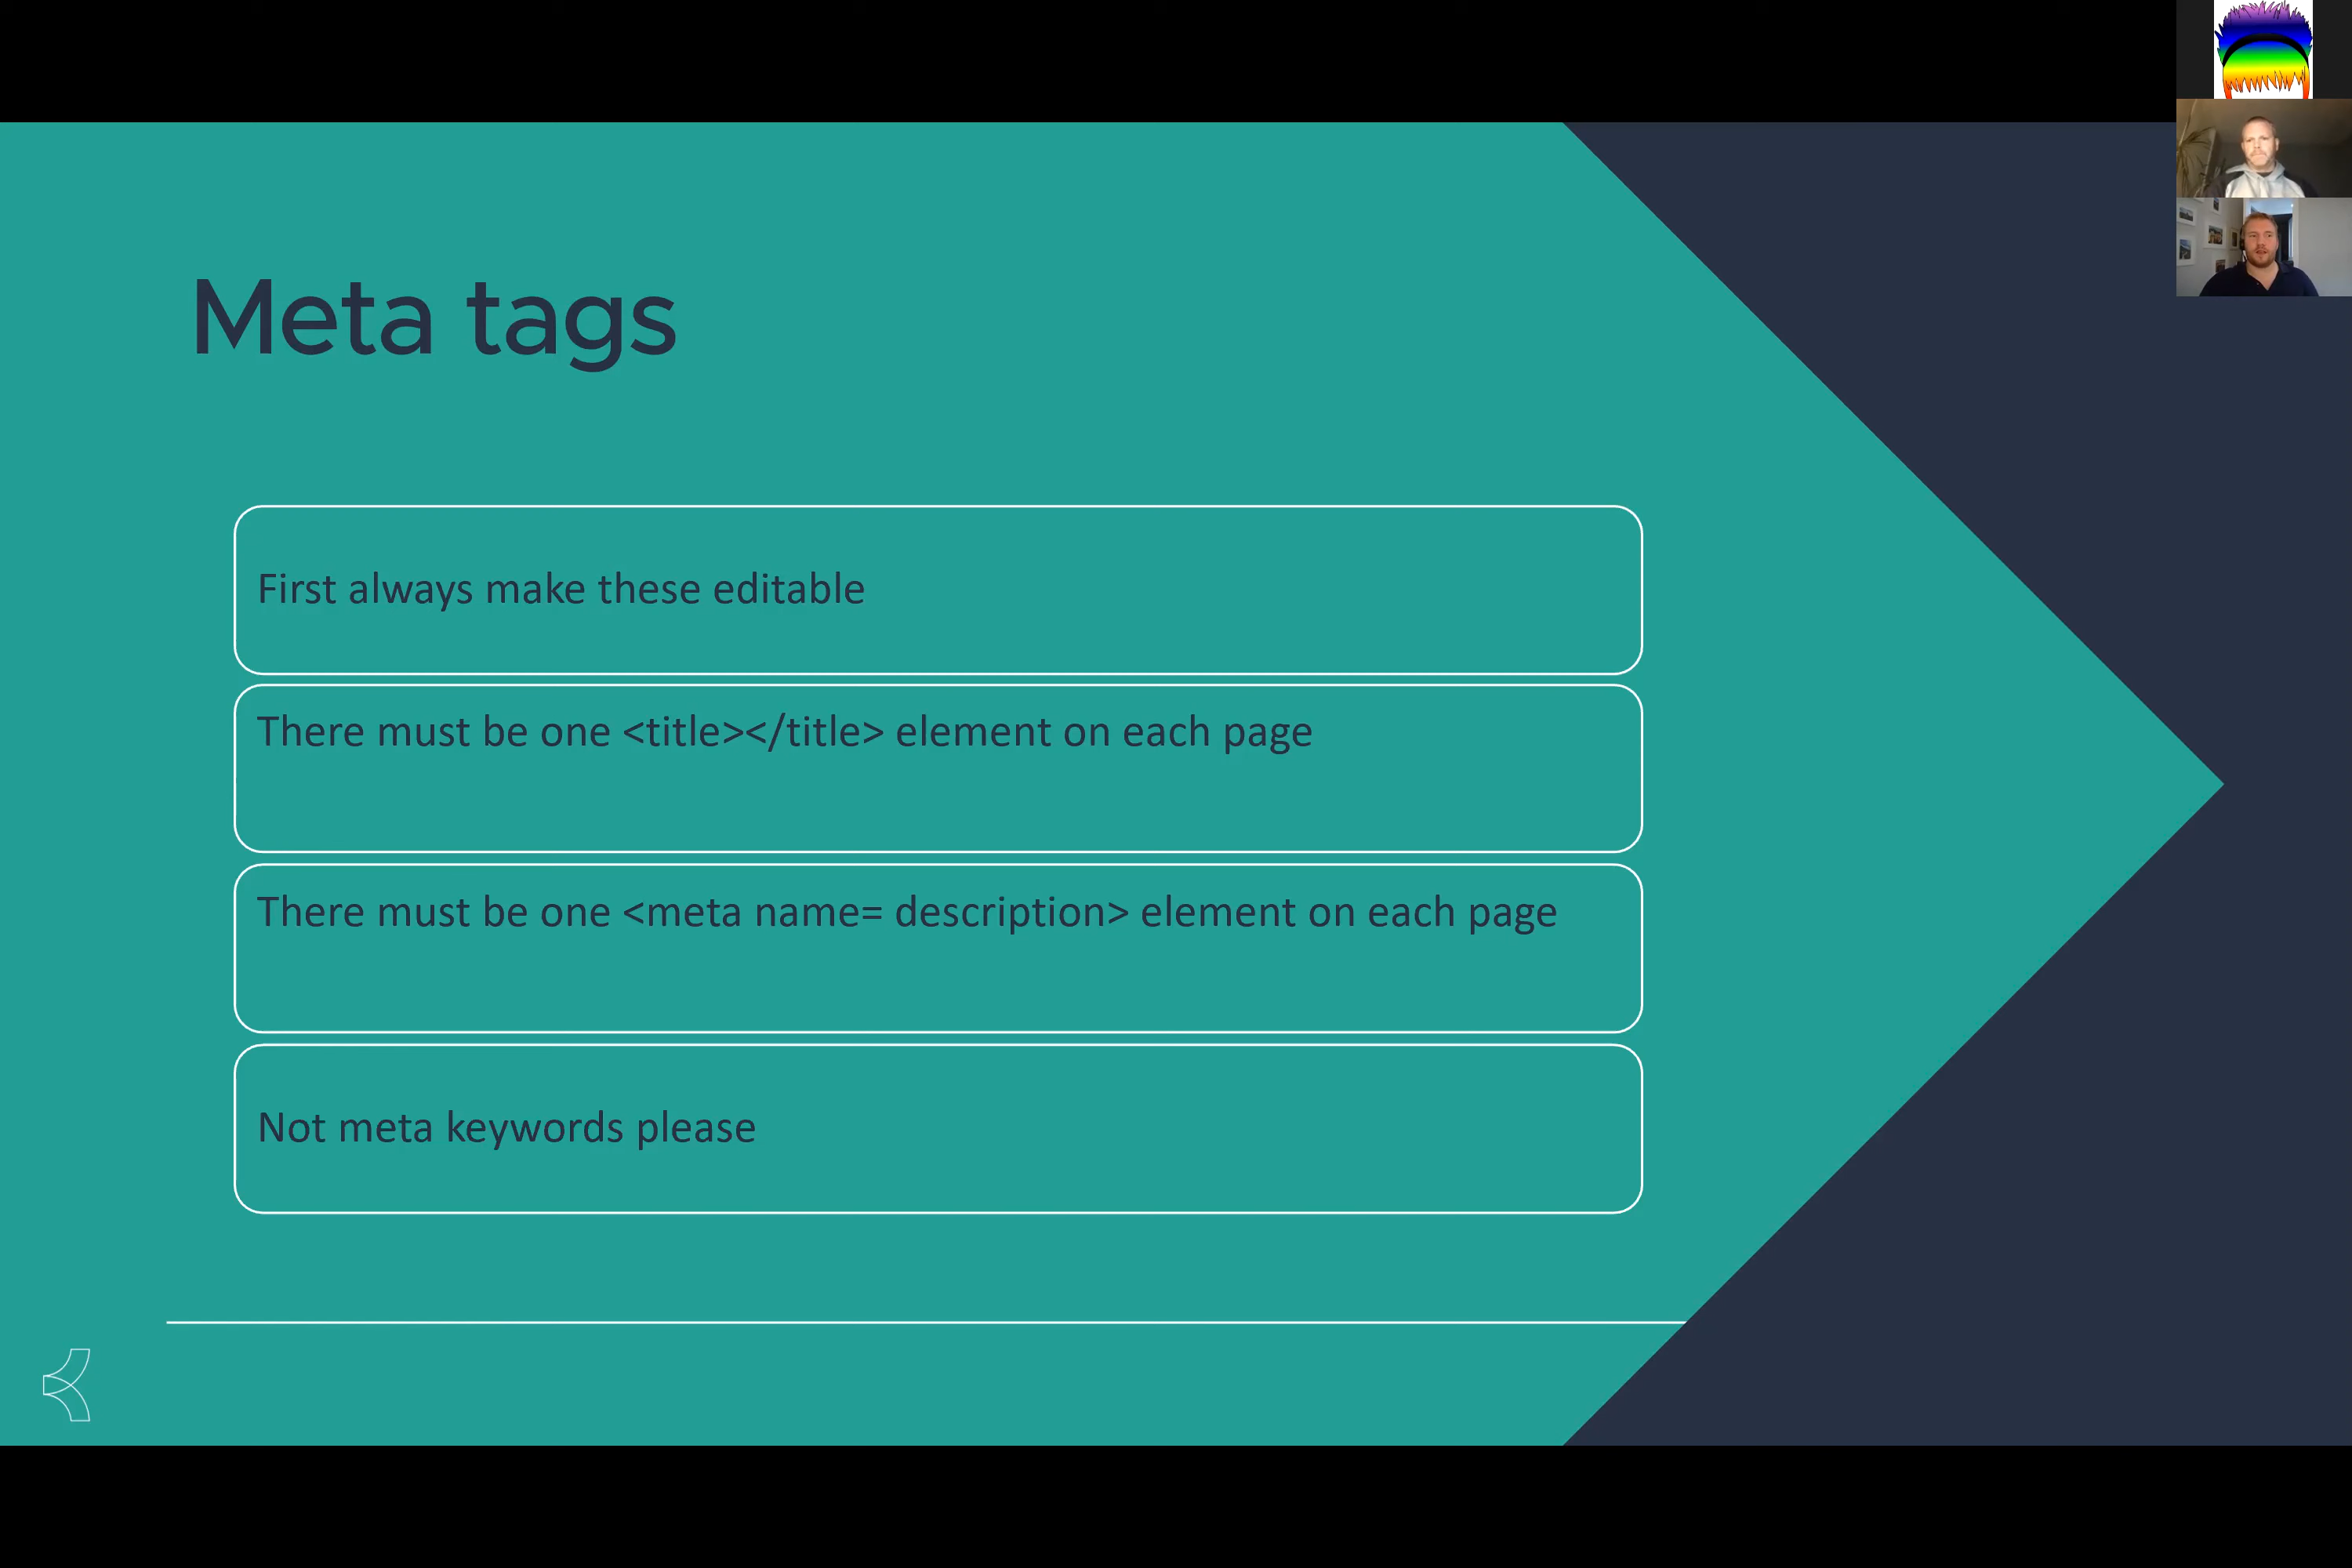 Meta tags
First always make these editable
There must be one <title></title> element on each page
There must be one <meta name= description> element on each page
Not meta keywords please